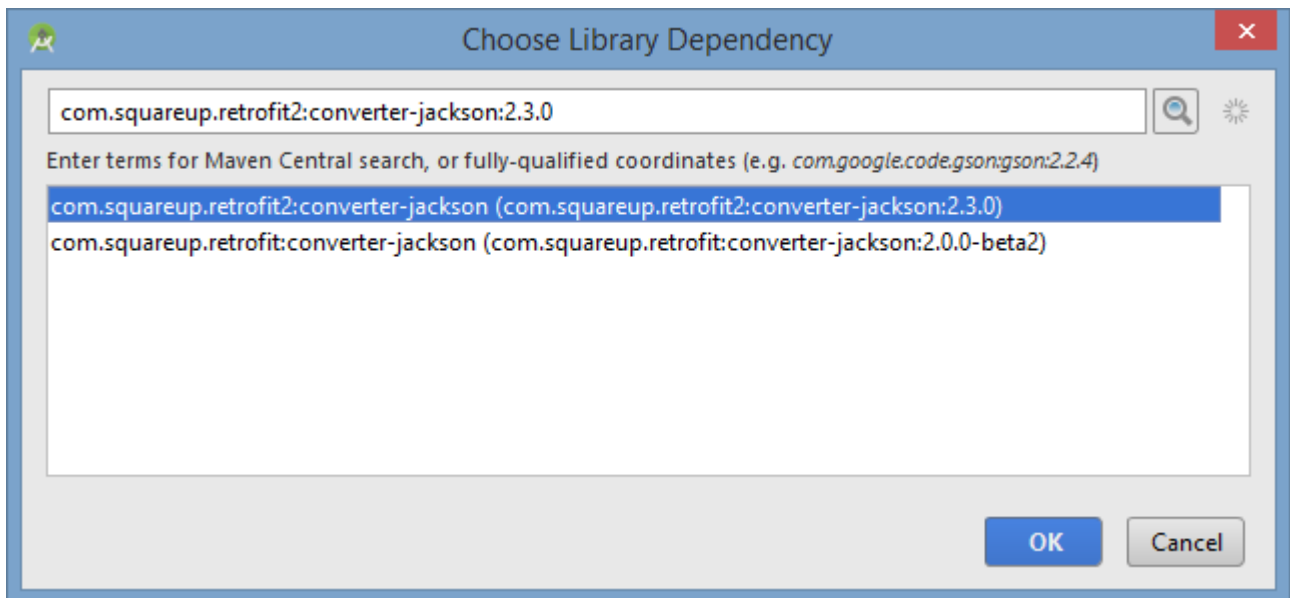 Choose Library Dependency
com.squareup.retrofit2:converter-jackson:2.3.0
Enter terms for Maven Central search, or fully-qualified coordinates (e.g. com.google.code.gson:gson:2.2.4)
com.squareup.retrofit2:converter-jackson (com.squareup.retrofit2:converter-jackson:2.3.0)
com.squareup.retrofit:converter-jackson (com.squareup.retrofit:converter-jackson:2.0.0-beta2)
OK Cancel